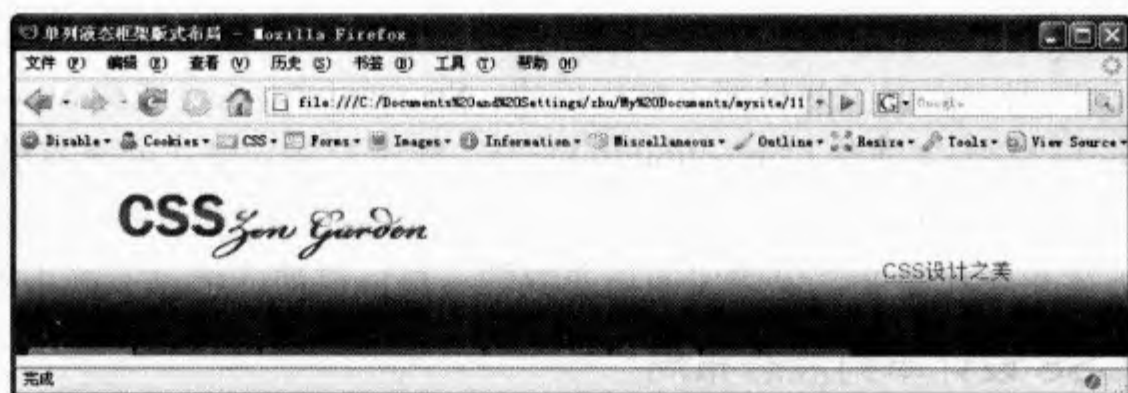 单列液态框架版式布局 - Mozilla Firefox
文件 (F) 编辑 (E) 查看 (V) 历史 (S) 书签 (B) 工具 (T) 帮助 (H)
file:///C:/Documents%20and%20Settings/zhu/My%20Documents/mysite/11 G Google
Disable Cookies CSS Forms Images Information Miscellaneous Outline Resize Tools View Source
CSS Zen Garden
CSS设计之美
完成